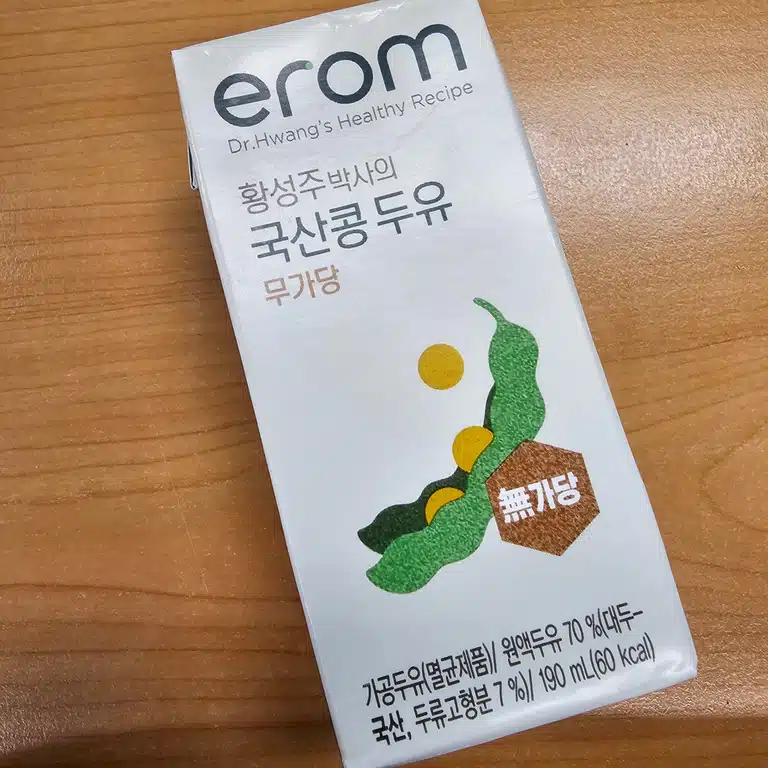 erom
Dr.Hwang's Healthy Recipe
황성주 박사의
국산콩 두유
무가당
無가당
가공두유(멸균제품)/ 원액두유 70 %(대두-
국산, 두류고형분 7 %)/ 190 mL(60 kcal)